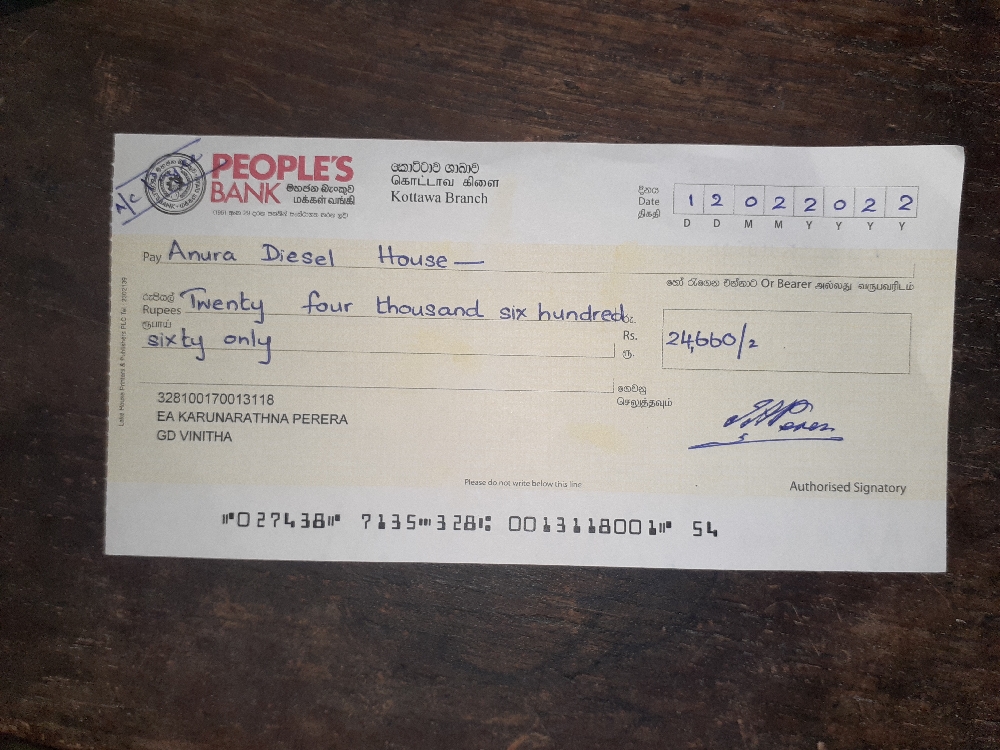 A/C
PEOPLE'S
BANK මහජන බැංකුව
மக்கள் வங்கி
කොට්ටාව ශාඛාව
கொட்டாவ கிளை
Kottawa Branch
දිනය
Date
திகதி
1 2 0 2 2 0 2 2
D D M M Y Y Y Y
Pay Anura Diesel House —
හෝ රැගෙන එන්නාට Or Bearer அல்லது வருபவரிடம்
රුපියල්
Rupees Twenty four thousand six hundred
ரூபாய்
sixty only
රු.
Rs. 24,660/2
ரூ.
ගෙවනු
செலுத்தவும்
328100170013118
EA KARUNARATHNA PERERA
GD VINITHA
Please do not write below this line
Authorised Signatory
⑈027438⑈ 7135⑉328⑆ 0013118001⑈ 54